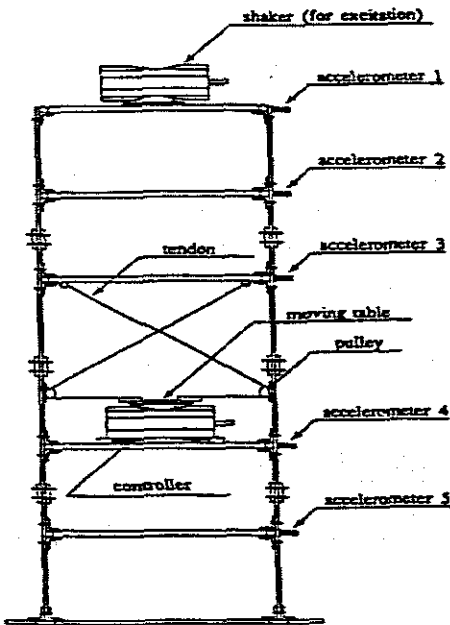 shaker (for excitation)
accelerometer 1
accelerometer 2
accelerometer 3
tendon
moving table
pulley
accelerometer 4
controller
accelerometer 5